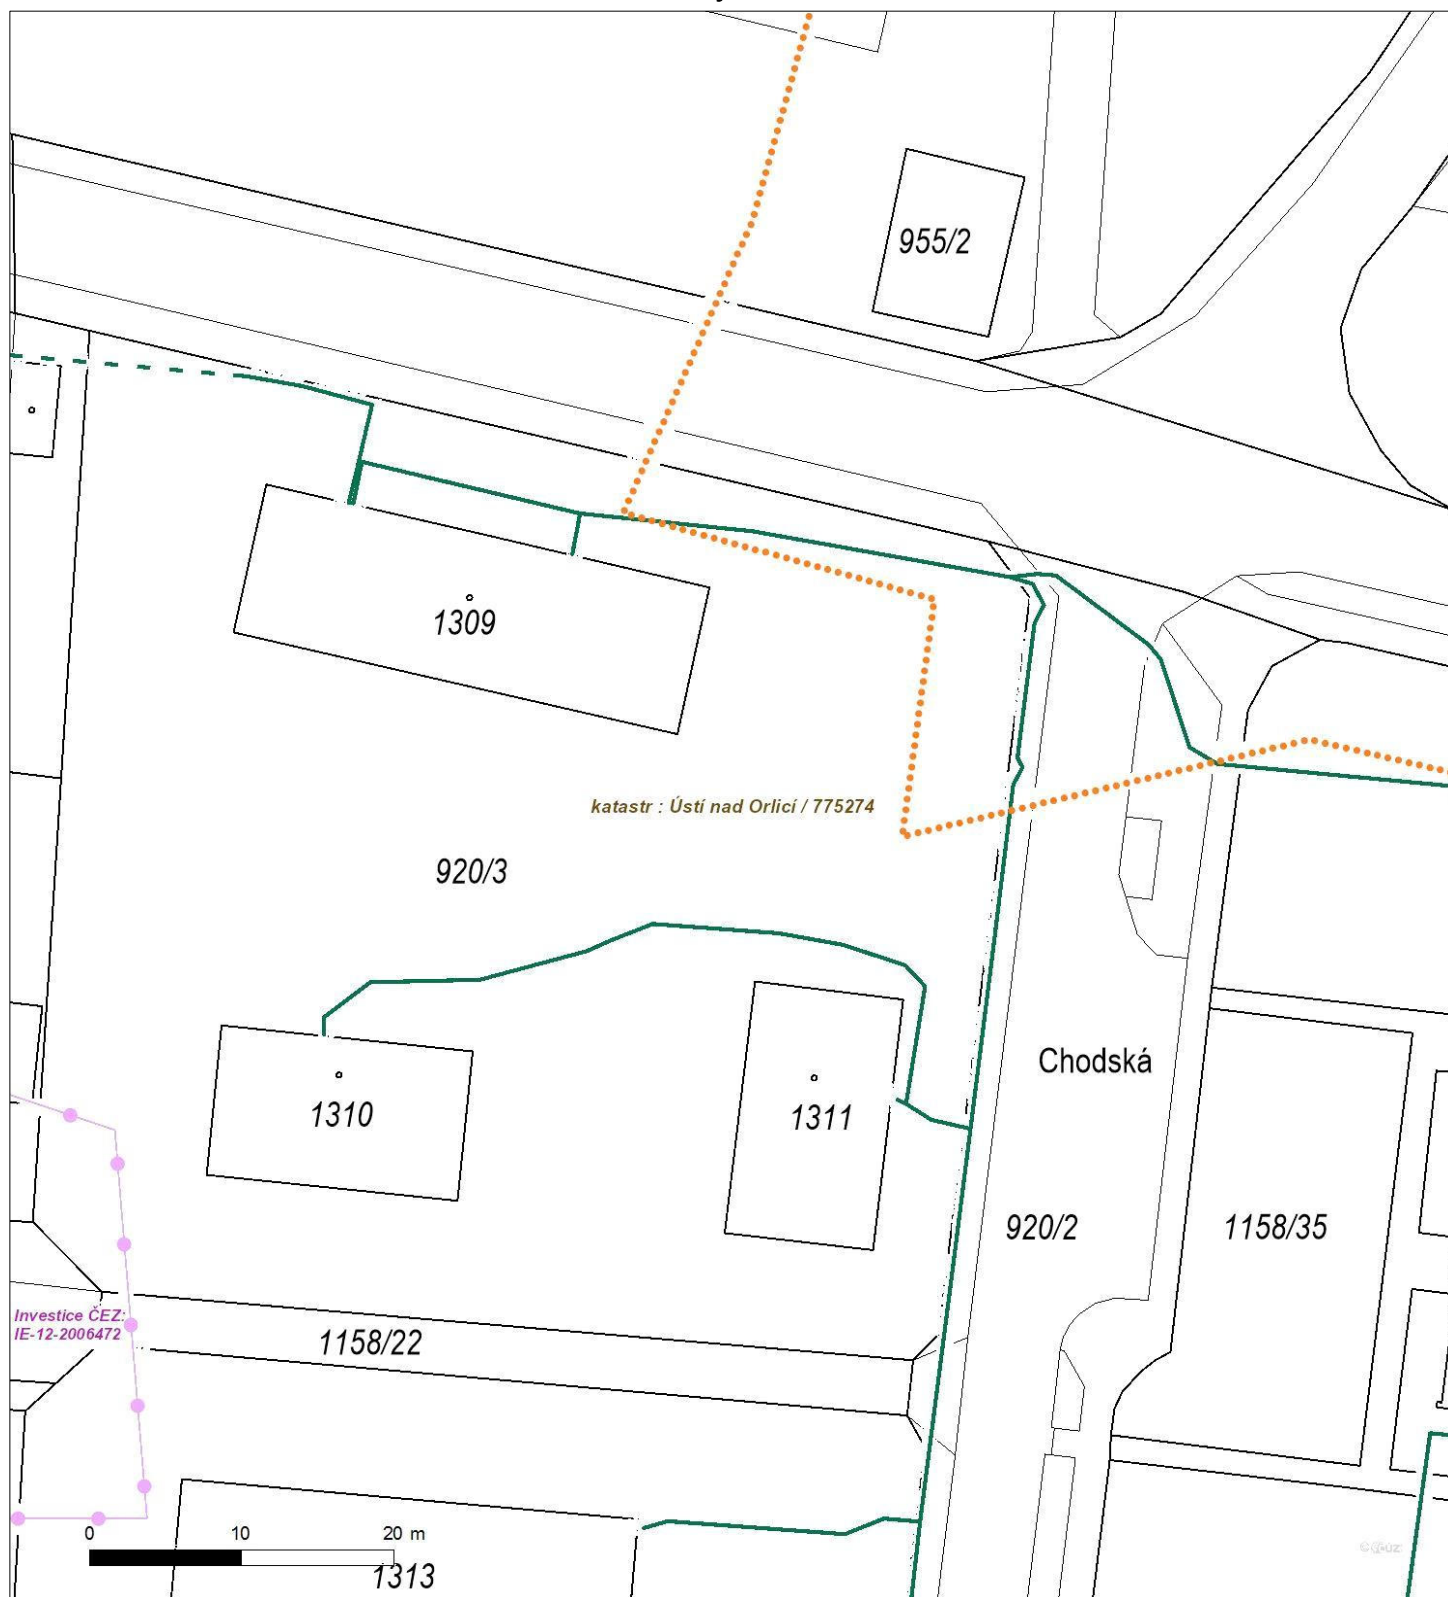 955/2
1309
katastr : Ústí nad Orlicí / 775274
920/3
Chodská
1310
1311
920/2
1158/35
Investice ČEZ:
IE-12-2006472
1158/22
0 10 20 m
1313